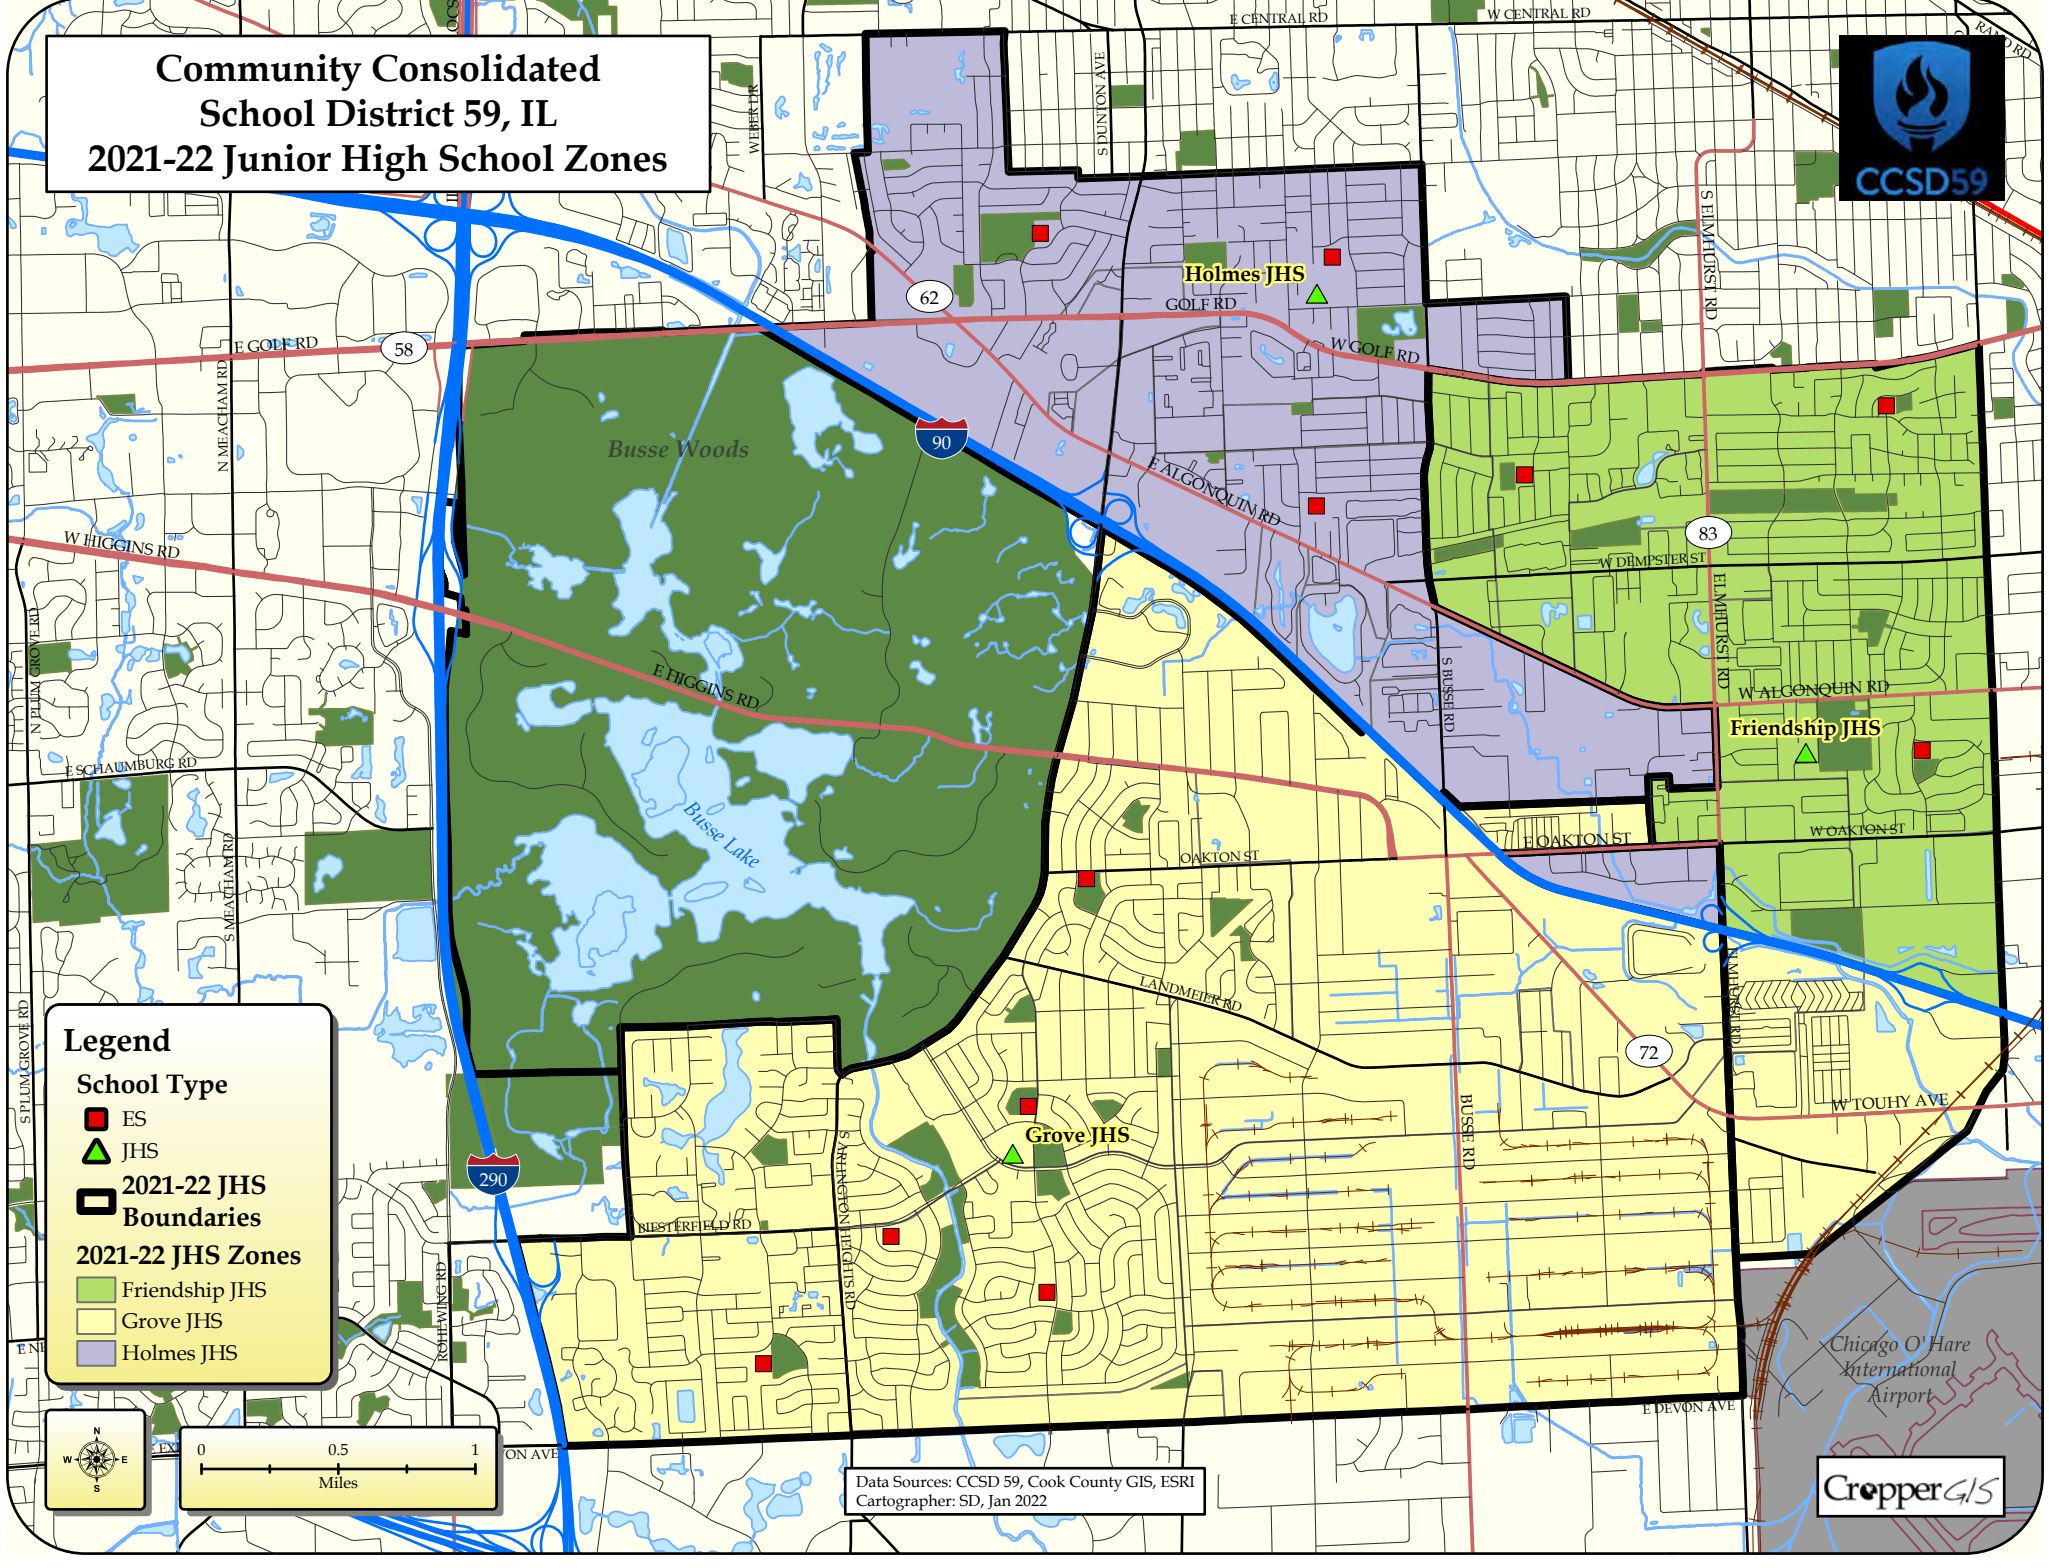 Community Consolidated
School District 59, IL
2021-22 Junior High School Zones
CCSD59
E CENTRAL RD
W CENTRAL RD
RAND RD
WEBER DR
S DUNTON AVE
S ELMHURST RD
Holmes JHS
62
GOLF RD
W GOLF RD
E GOLF RD
58
N MEACHAM RD
Busse Woods
90
E ALGONQUIN RD
83
W DEMPSTER ST
W HIGGINS RD
ELMHURST RD
N PLUM GROVE RD
E HIGGINS RD
S BUSSE RD
W ALGONQUIN RD
Friendship JHS
E SCHAUMBURG RD
Busse Lake
E OAKTON ST
W OAKTON ST
OAKTON ST
S MEACHAM RD
LANDMEIER RD
S PLUM GROVE RD
72
W TOUHY AVE
BUSSE RD
Grove JHS
S ARLINGTON HEIGHTS RD
290
BIESTERFIELD RD
ROHLWING RD
Chicago O'Hare
International
Airport
E DEVON AVE
Legend
School Type
ES
JHS
2021-22 JHS
Boundaries
2021-22 JHS Zones
Friendship JHS
Grove JHS
Holmes JHS
N
W E
S
0 0.5 1
Miles
ON AVE
Data Sources: CCSD 59, Cook County GIS, ESRI
Cartographer: SD, Jan 2022
Cropper GIS